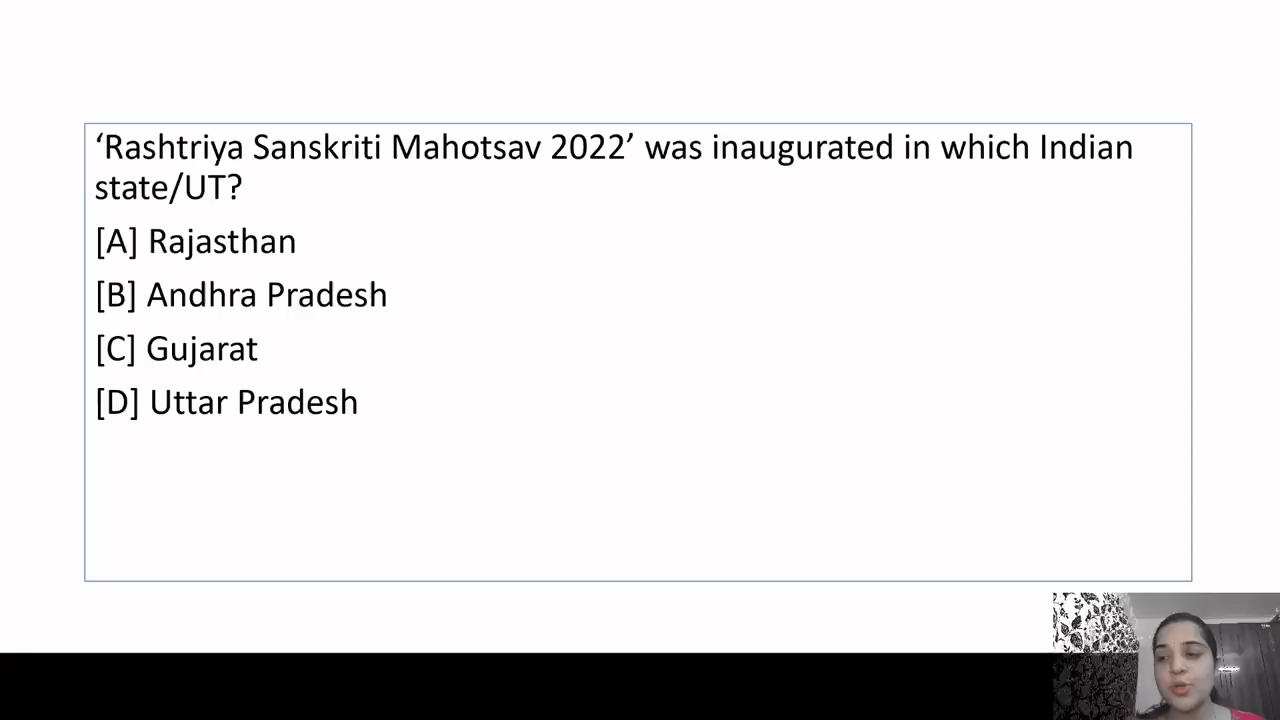 ‘Rashtriya Sanskriti Mahotsav 2022’ was inaugurated in which Indian
state/UT?
[A] Rajasthan
[B] Andhra Pradesh
[C] Gujarat
[D] Uttar Pradesh